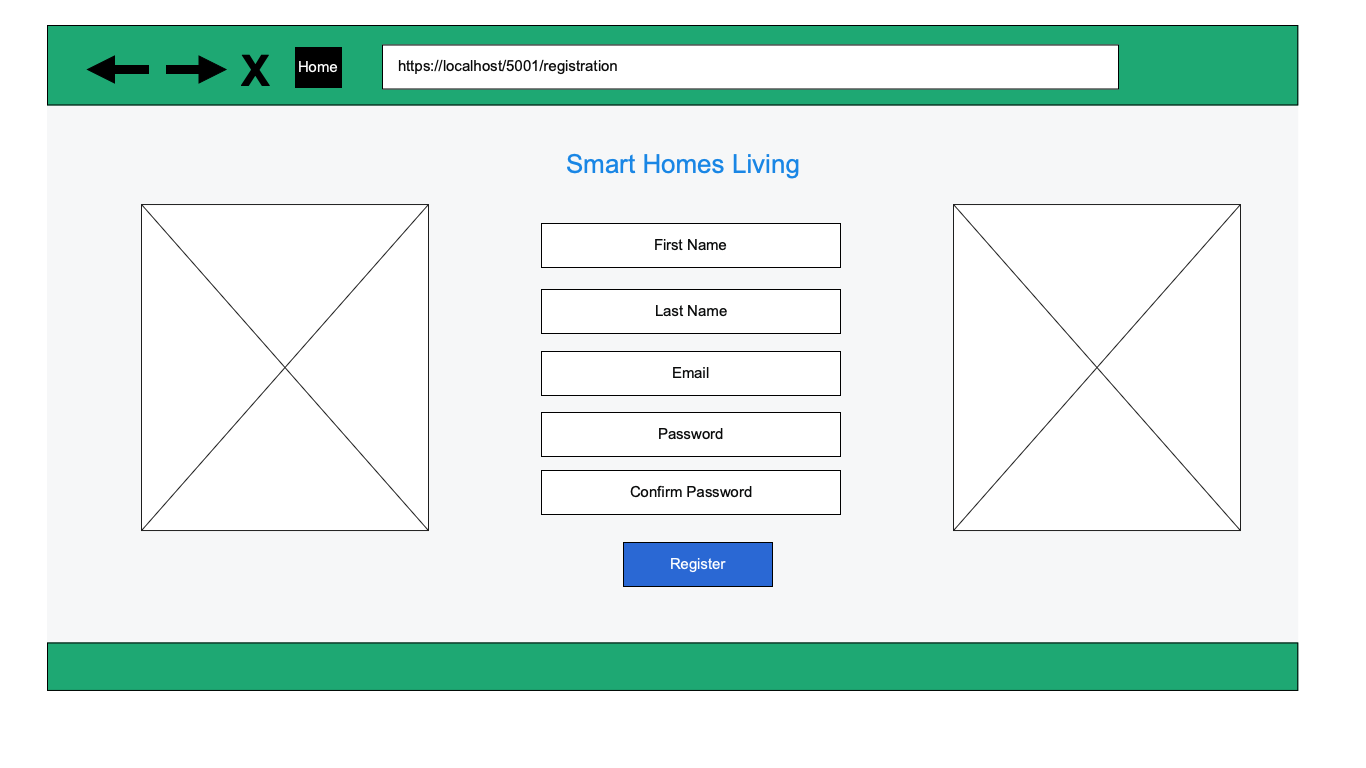 X
Home
https://localhost/5001/registration
Smart Homes Living
First Name
Last Name
Email
Password
Confirm Password
Register